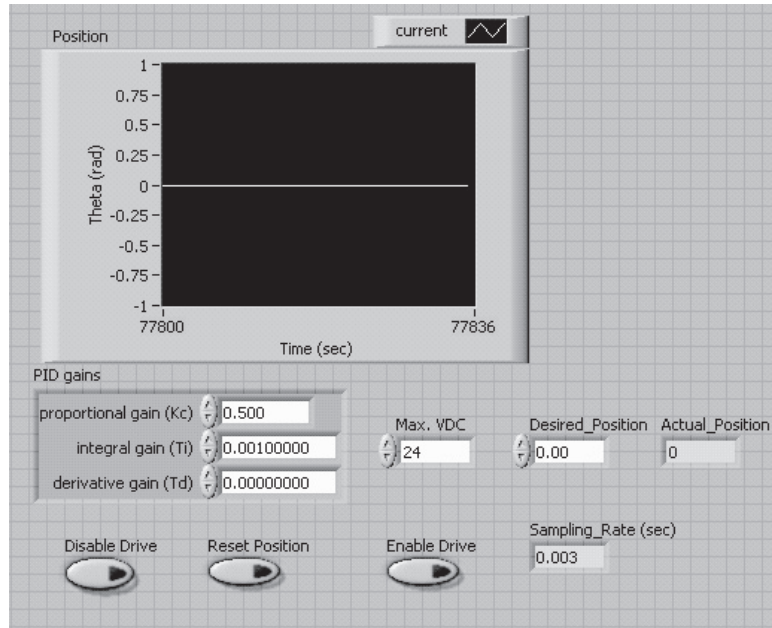 Position
current
1
0.75
0.5
0.25
0
-0.25
-0.5
-0.75
-1
Theta (rad)
77800
77836
Time (sec)
PID gains
proportional gain (Kc) 0.500
integral gain (Ti) 0.00100000
derivative gain (Td) 0.00000000
Max. VDC
24
Desired_Position
0.00
Actual_Position
0
Disable Drive
Reset Position
Enable Drive
Sampling_Rate (sec)
0.003